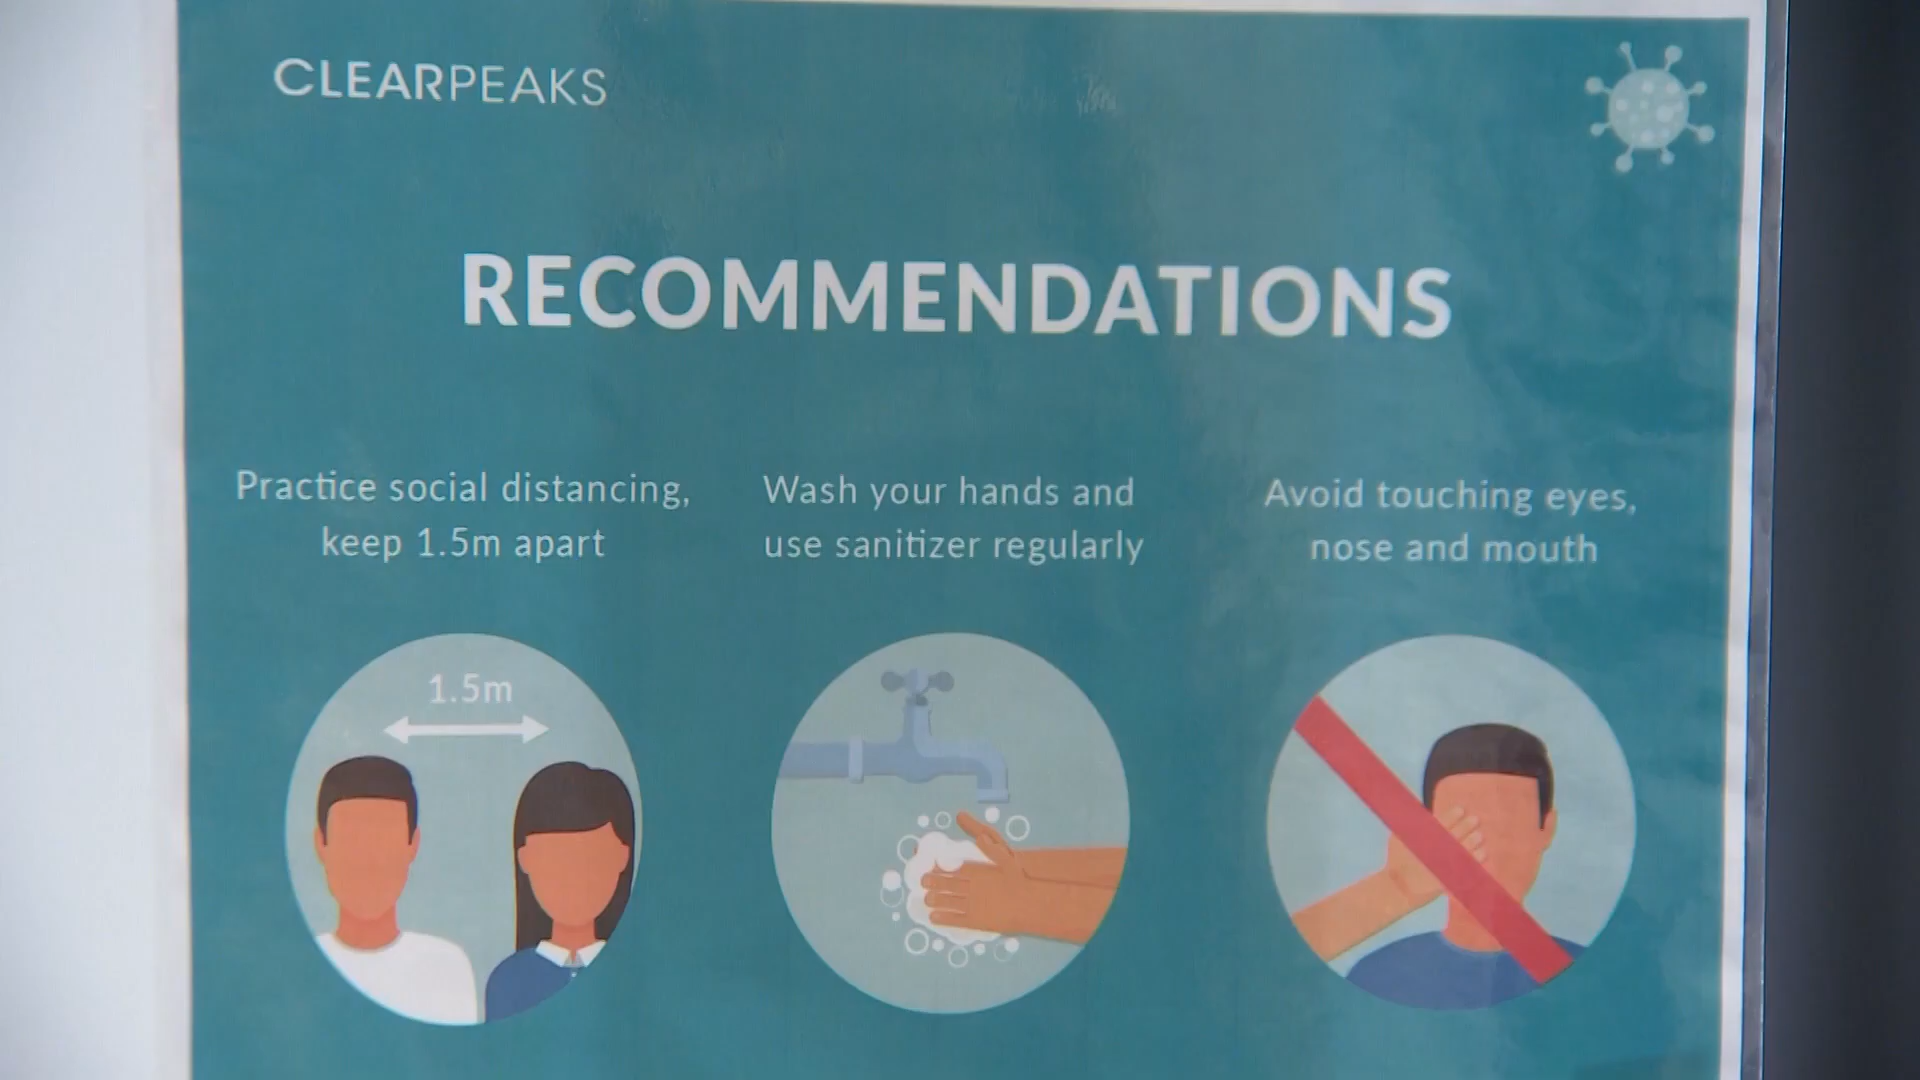 CLEARPEAKS
RECOMMENDATIONS
Practice social distancing,
keep 1.5m apart
Wash your hands and
use sanitizer regularly
Avoid touching eyes,
nose and mouth
1.5m